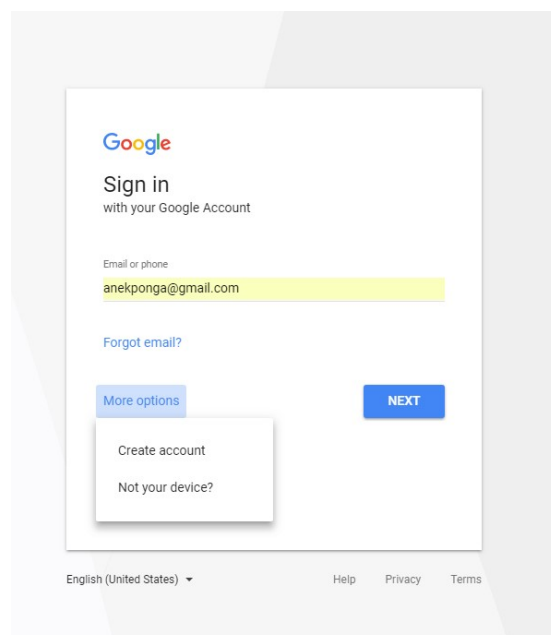 Google
Sign in
with your Google Account
Email or phone
anekponga@gmail.com
Forgot email?
More options
NEXT
Create account
Not your device?
English (United States)
Help Privacy Terms